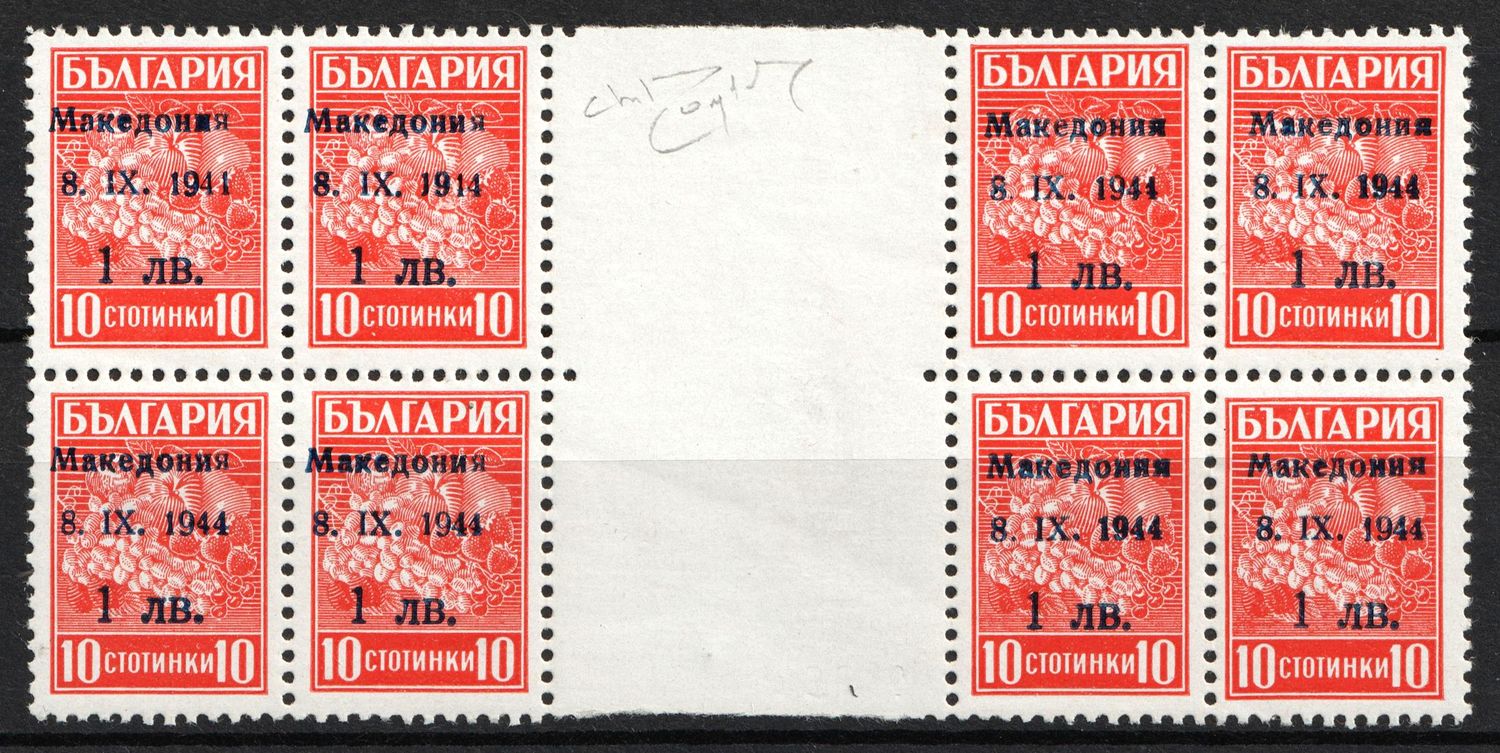 БЪЛГАРИЯ БЪЛГАРИЯ БЪЛГАРИЯ БЪЛГАРИЯ
Македония Македония Македония Македония
8. IX. 1941 8. IX. 1914 8. IX. 1944 8. IX. 1944
1 лв. 1 лв. 1 лв. 1 лв.
10 СТОТИНКИ 10 10 СТОТИНКИ 10 10 СТОТИНКИ 10 10 СТОТИНКИ 10
БЪЛГАРИЯ БЪЛГАРИЯ БЪЛГАРИЯ БЪЛГАРИЯ
Македония Македония Македония Македония
8. IX. 1944 8. IX. 1944 8. IX. 1944 8. IX. 1944
1 лв. 1 лв. 1 лв. 1 лв.
10 СТОТИНКИ 10 10 СТОТИНКИ 10 10 СТОТИНКИ 10 10 СТОТИНКИ 10